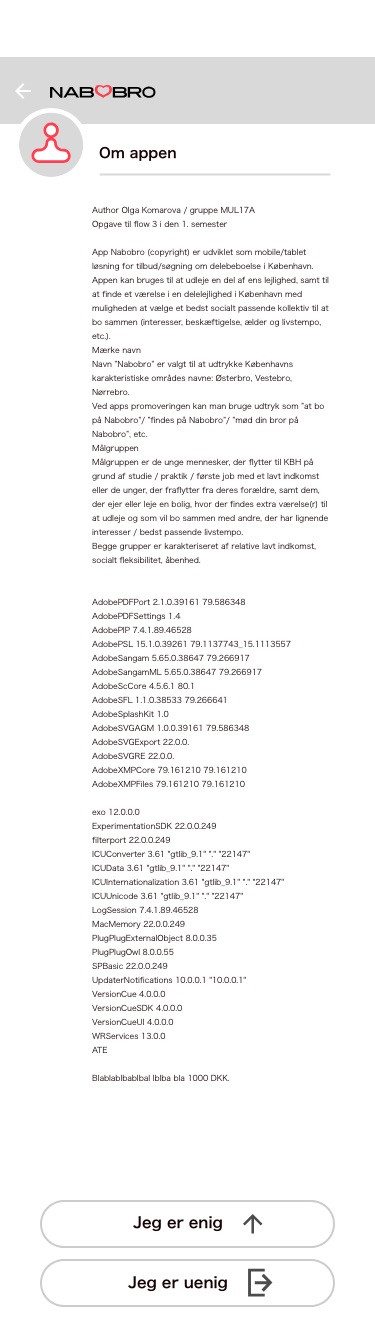 NABOBRO
Om appen
Author Olga Komarova / gruppe MUL17A
Opgave til flow 3 i den 1. semester
App Nabobro (copyright) er udviklet som mobile/tablet
løsning for tilbud/søgning om delebeboelse i København.
Appen kan bruges til at udleje en del af ens lejlighed, samt til
at finde et værelse i en delelejlighed i København med
muligheden at vælge et bedst socialt passende kollektiv til at
bo sammen (interesser, beskæftigelse, ælder og livstempo,
etc.).
Mærke navn
Navn "Nabobro" er valgt til at udtrykke Københavns
karakteristiske områdes navne: Østerbro, Vestebro,
Nørrebro.
Ved apps promoveringen kan man bruge udtryk som "at bo
på Nabobro"/ "findes på Nabobro"/ "mød din bror på
Nabobro", etc.
Målgruppen
Målgruppen er de unge mennesker, der flytter til KBH på
grund af studie / praktik / første job med et lavt indkomst
eller de unger, der fraflytter fra deres forældre, samt dem,
der ejer eller leje en bolig, hvor der findes extra værelse(r) til
at udleje og som vil bo sammen med andre, der har lignende
interesser / bedst passende livstempo.
Begge grupper er karakteriseret af relative lavt indkomst,
socialt fleksibilitet, åbenhed.
AdobePDFPort 2.1.0.39161 79.586348
AdobePDFSettings 1.4
AdobePIP 7.4.1.89.46528
AdobePSL 15.1.0.39261 79.1137743_15.1113557
AdobeSangam 5.65.0.38647 79.266917
AdobeSangamML 5.65.0.38647 79.266917
AdobeScCore 4.5.6.1 80.1
AdobeSFL 1.1.0.38533 79.266641
AdobeSplashKit 1.0
AdobeSVGAGM 1.0.0.39161 79.586348
AdobeSVGExport 22.0.0.
AdobeSVGRE 22.0.0.
AdobeXMPCore 79.161210 79.161210
AdobeXMPFiles 79.161210 79.161210
exo 12.0.0.0
ExperimentationSDK 22.0.0.249
filterport 22.0.0.249
ICUConverter 3.61 "gtlib_9.1" "." "22147"
ICUData 3.61 "gtlib_9.1" "." "22147"
ICUInternationalization 3.61 "gtlib_9.1" "." "22147"
ICUUnicode 3.61 "gtlib_9.1" "." "22147"
LogSession 7.4.1.89.46528
MacMemory 22.0.0.249
PlugPlugExternalObject 8.0.0.35
PlugPlugOwl 8.0.0.55
SPBasic 22.0.0.249
UpdaterNotifications 10.0.0.1 "10.0.0.1"
VersionCue 4.0.0.0
VersionCueSDK 4.0.0.0
VersionCueUI 4.0.0.0
WRServices 13.0.0
ATE
Blablablbablbal lblba bla 1000 DKK.
Jeg er enig
Jeg er uenig